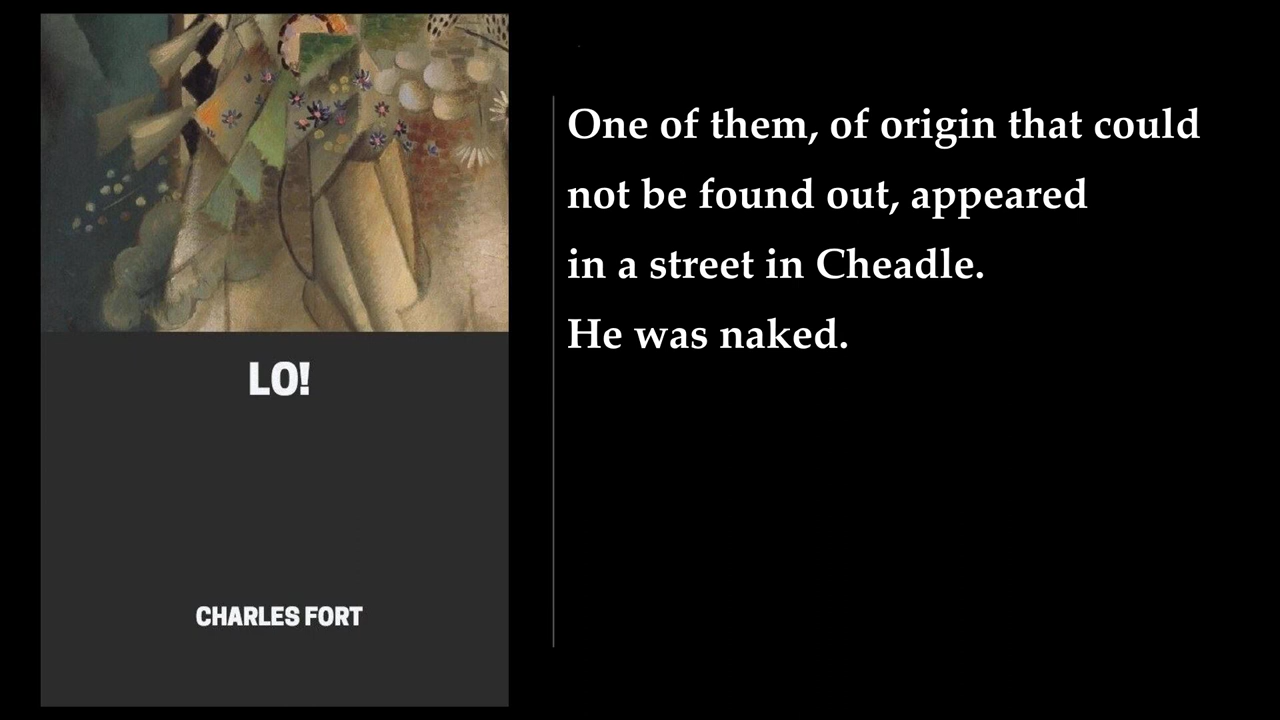 LO!
CHARLES FORT
One of them, of origin that could
not be found out, appeared
in a street in Cheadle.
He was naked.